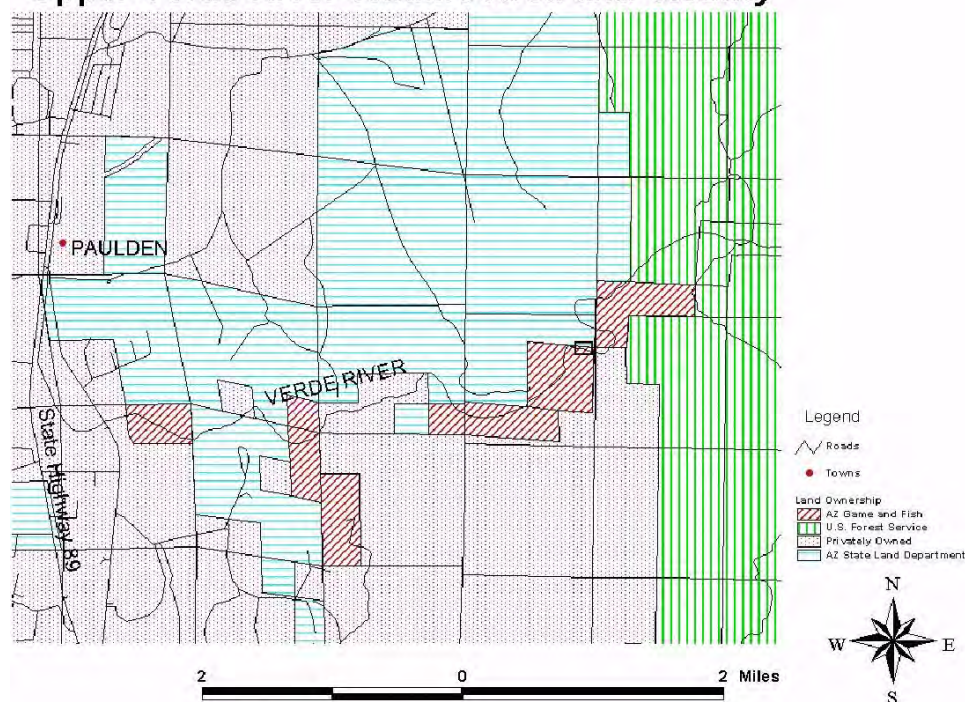 PAULDEN
VERDE RIVER
State Highway 89
Legend
Roads
Towns
Land Ownership
AZ Game and Fish
U.S. Forest Service
Privately Owned
AZ State Land Department
N
W E
S
2 0 2 Miles